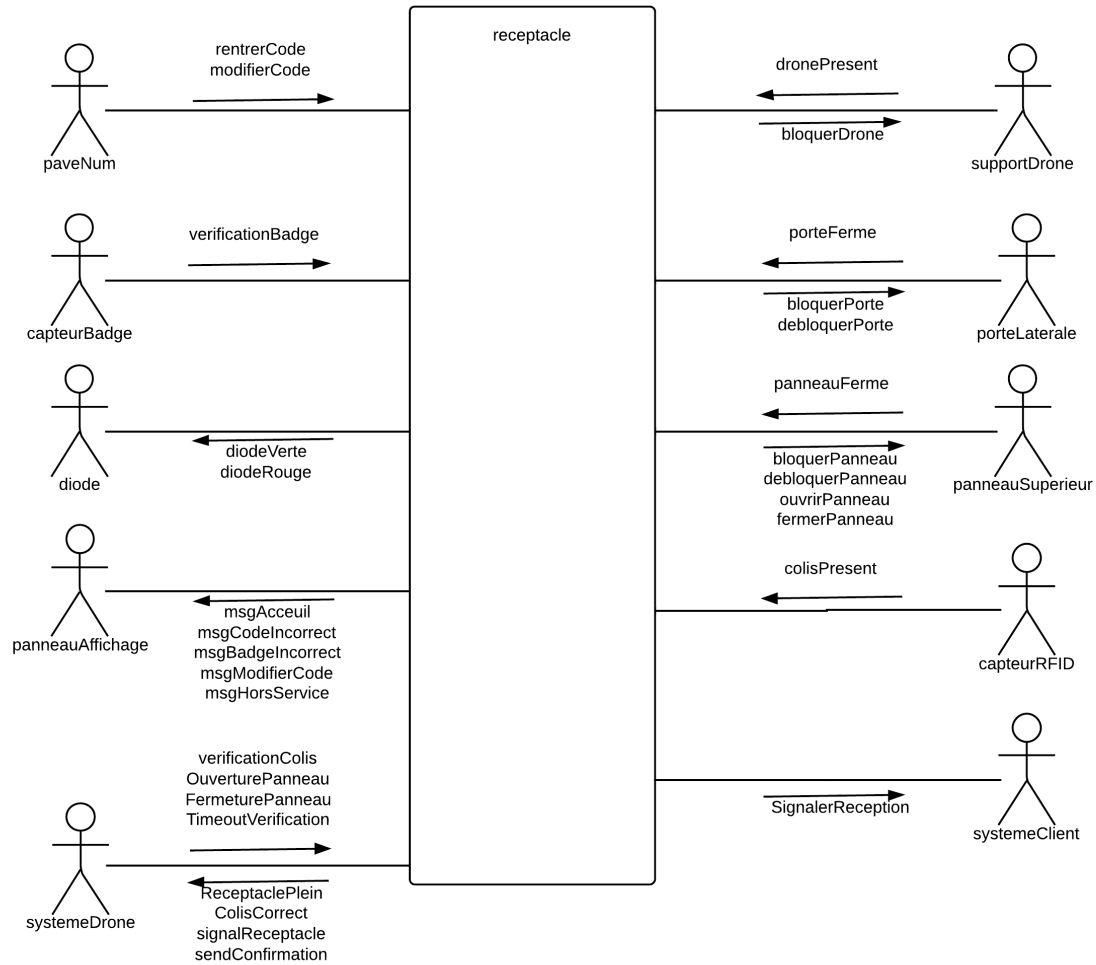 receptacle
rentrerCode
modifierCode
paveNum
verificationBadge
capteurBadge
diodeVerte
diodeRouge
diode
msgAcceuil
msgCodeIncorrect
msgBadgeIncorrect
msgModifierCode
msgHorsService
panneauAffichage
verificationColis
OuverturePanneau
FermeturePanneau
TimeoutVerification
ReceptaclePlein
ColisCorrect
signalReceptacle
sendConfirmation
systemeDrone
dronePresent
bloquerDrone
supportDrone
porteFerme
bloquerPorte
debloquerPorte
porteLaterale
panneauFerme
bloquerPanneau
debloquerPanneau
ouvrirPanneau
fermerPanneau
panneauSuperieur
colisPresent
capteurRFID
SignalerReception
systemeClient